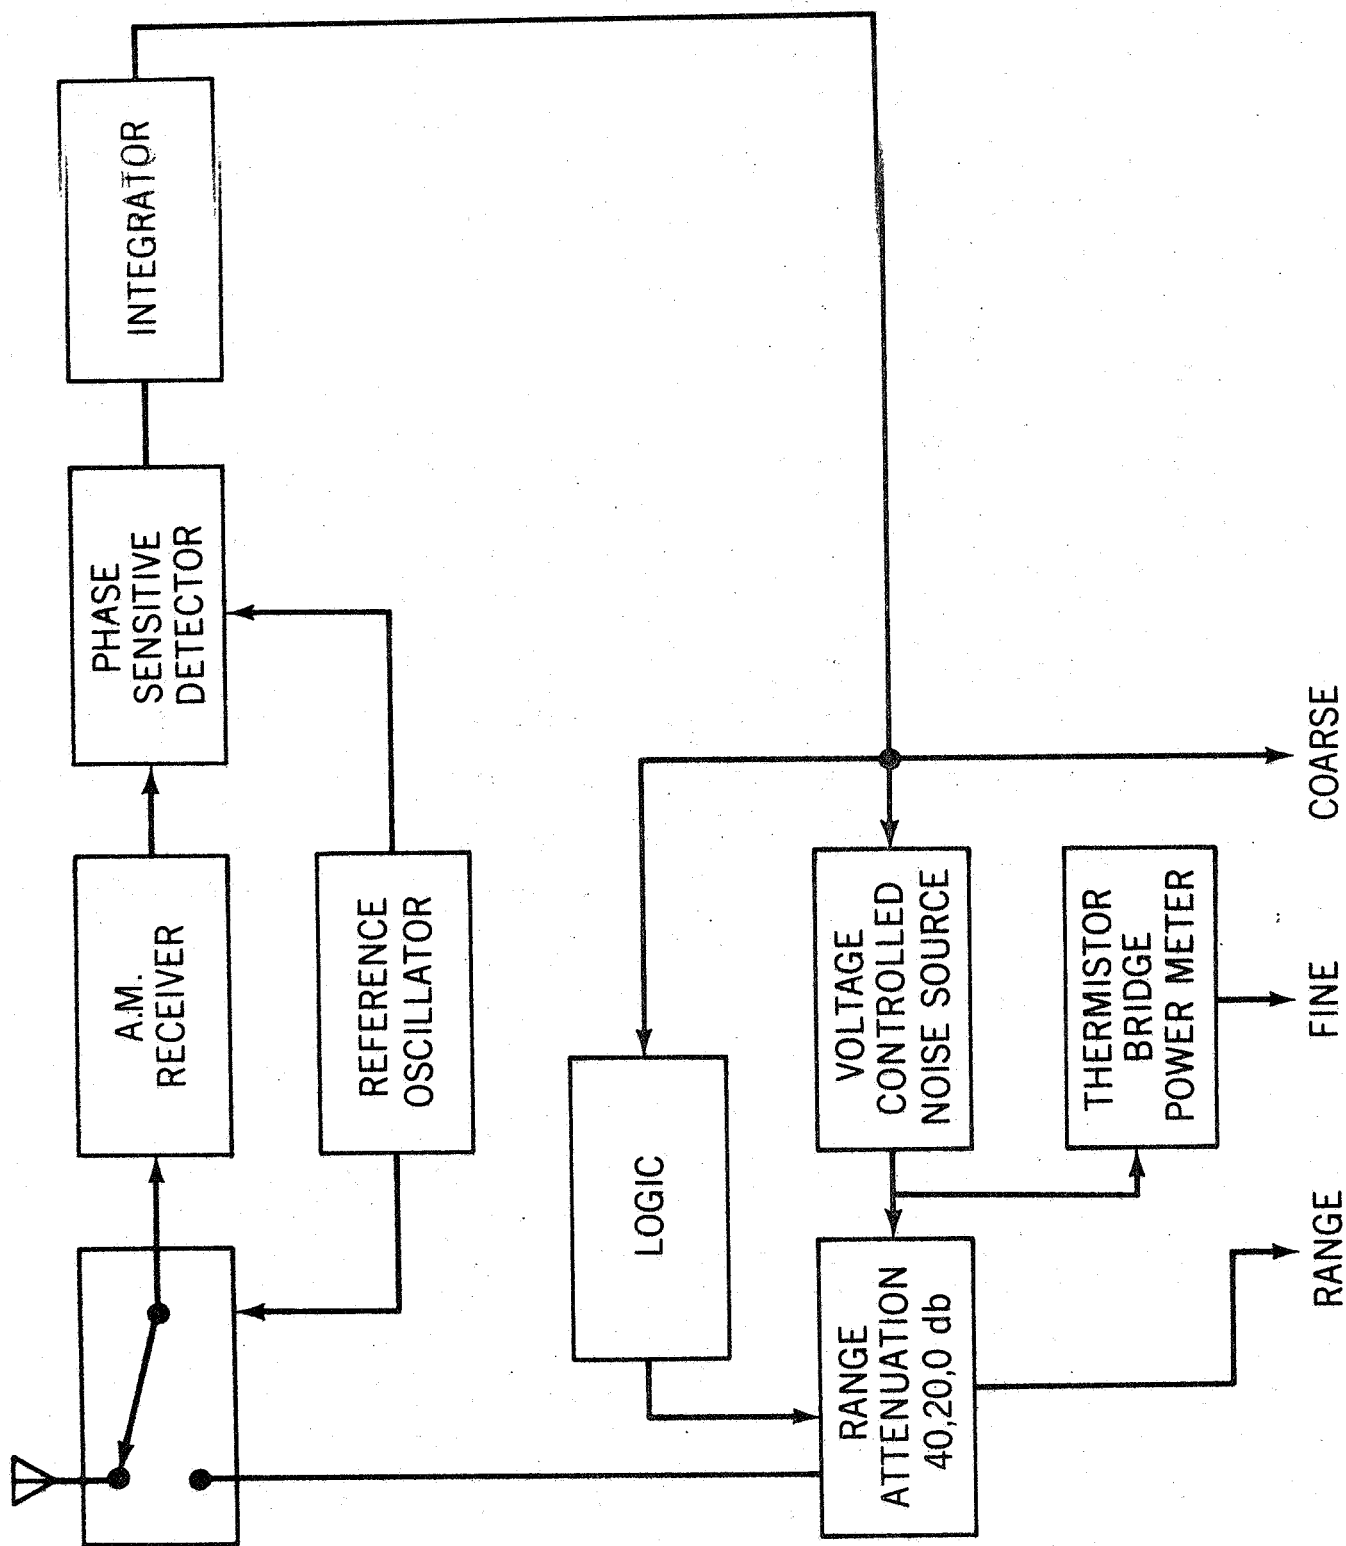 A.M.
RECEIVER
PHASE
SENSITIVE
DETECTOR
INTEGRATOR
REFERENCE
OSCILLATOR
LOGIC
RANGE
ATTENUATION
40,20,0 db
VOLTAGE
CONTROLLED
NOISE SOURCE
THERMISTOR
BRIDGE
POWER METER
RANGE
FINE
COARSE